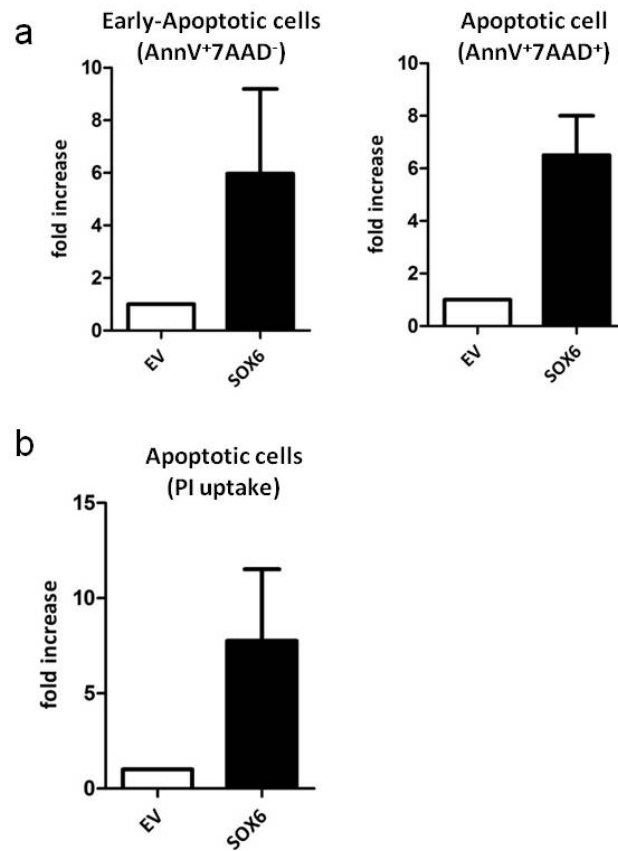 a
Early-Apoptotic cells
(AnnV⁺7AAD⁻)
fold increase
10
8
6
4
2
0
EV
SOX6
Apoptotic cell
(AnnV⁺7AAD⁺)
fold increase
10
8
6
4
2
0
EV
SOX6
b
Apoptotic cells
(PI uptake)
fold increase
15
10
5
0
EV
SOX6